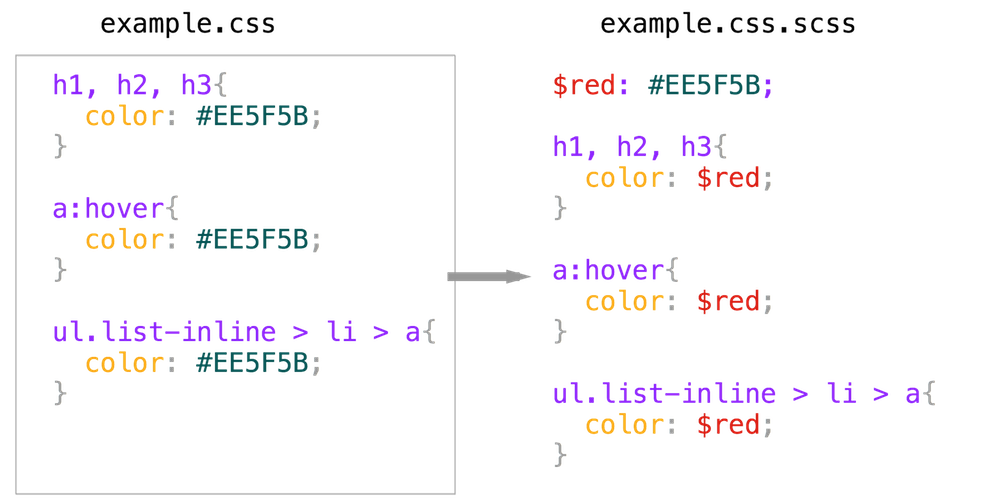 example.css
h1, h2, h3{
  color: #EE5F5B;
}
a:hover{
  color: #EE5F5B;
}
ul.list-inline > li > a{
  color: #EE5F5B;
}
example.css.scss
$red: #EE5F5B;
h1, h2, h3{
  color: $red;
}
a:hover{
  color: $red;
}
ul.list-inline > li > a{
  color: $red;
}